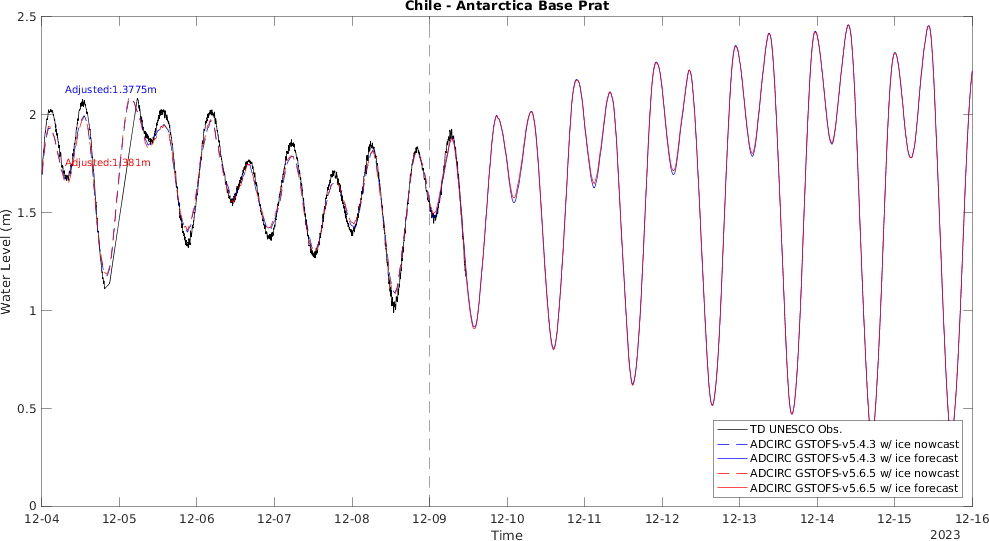 Chile - Antarctica Base Prat
2.5
2
1.5
1
0.5
0
Water Level (m)
Adjusted:1.3775m
Adjusted:1.381m
TD UNESCO Obs.
ADCIRC GSTOFS-v5.4.3 w/ ice nowcast
ADCIRC GSTOFS-v5.4.3 w/ ice forecast
ADCIRC GSTOFS-v5.6.5 w/ ice nowcast
ADCIRC GSTOFS-v5.6.5 w/ ice forecast
12-04 12-05 12-06 12-07 12-08 12-09 12-10 12-11 12-12 12-13 12-14 12-15 12-16
Time
2023